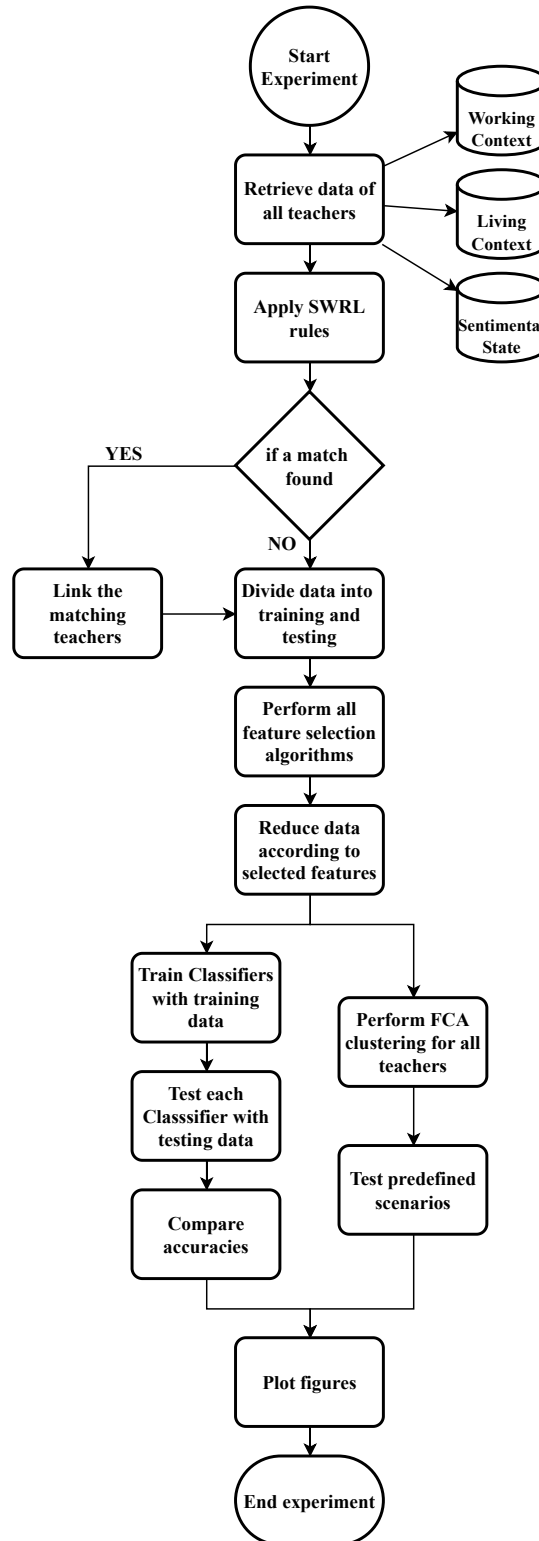 Start
Experiment
Working
Context
Retrieve data of
all teachers
Living
Context
Apply SWRL
rules
Sentimental
State
YES
if a match
found
NO
Link the
matching
teachers
Divide data into
training and
testing
Perform all
feature selection
algorithms
Reduce data
according to
selected features
Train Classifiers
with training
data
Perform FCA
clustering for all
teachers
Test each
Classsifier with
testing data
Test predefined
scenarios
Compare
accuracies
Plot figures
End experiment